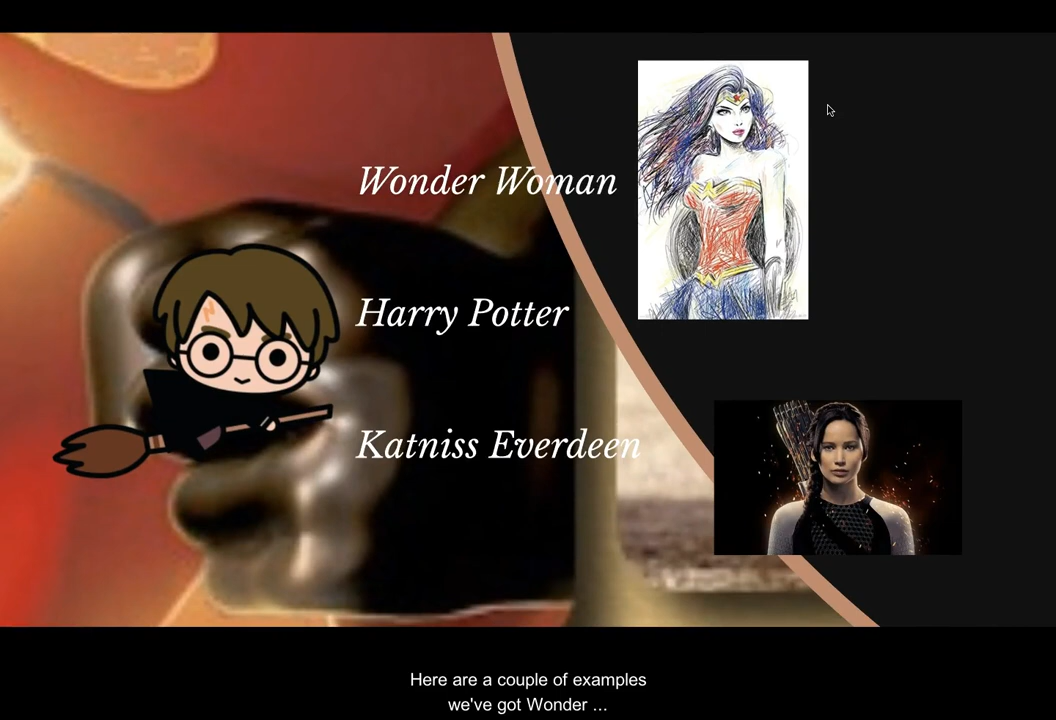 Wonder Woman
Harry Potter
Katniss Everdeen
Here are a couple of examples
we've got Wonder ...